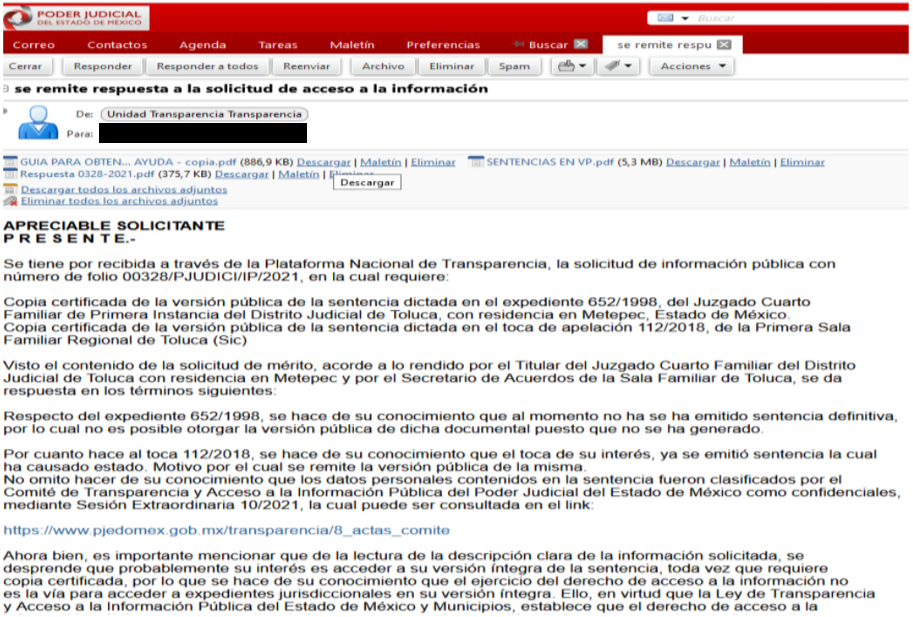 PODER JUDICIAL
DEL ESTADO DE MÉXICO
Buscar
Correo Contactos Agenda Tareas Maletín Preferencias Buscar se remite respu
Cerrar Responder Responder a todos Reenviar Archivo Eliminar Spam Acciones
se remite respuesta a la solicitud de acceso a la información
De: Unidad Transparencia Transparencia
Para:
GUIA PARA OBTEN... AYUDA - copia.pdf (886,9 KB) Descargar | Maletín | Eliminar SENTENCIAS EN VP.pdf (5,3 MB) Descargar | Maletín | Eliminar
Respuesta 0328-2021.pdf (375,7 KB) Descargar | Maletín | Eliminar
Descargar
Descargar todos los archivos adjuntos
Eliminar todos los archivos adjuntos
APRECIABLE SOLICITANTE
P R E S E N T E.-
Se tiene por recibida a través de la Plataforma Nacional de Transparencia, la solicitud de información pública con
número de folio 00328/PJUDICI/IP/2021, en la cual requiere:
Copia certificada de la versión pública de la sentencia dictada en el expediente 652/1998, del Juzgado Cuarto
Familiar de Primera Instancia del Distrito Judicial de Toluca, con residencia en Metepec, Estado de México.
Copia certificada de la versión pública de la sentencia dictada en el toca de apelación 112/2018, de la Primera Sala
Familiar Regional de Toluca (Sic)
Visto el contenido de la solicitud de mérito, acorde a lo rendido por el Titular del Juzgado Cuarto Familiar del Distrito
Judicial de Toluca con residencia en Metepec y por el Secretario de Acuerdos de la Sala Familiar de Toluca, se da
respuesta en los términos siguientes:
Respecto del expediente 652/1998, se hace de su conocimiento que al momento no ha se ha emitido sentencia definitiva,
por lo cual no es posible otorgar la versión pública de dicha documental puesto que no se ha generado.
Por cuanto hace al toca 112/2018, se hace de su conocimiento que el toca de su interés, ya se emitió sentencia la cual
ha causado estado. Motivo por el cual se remite la versión pública de la misma.
No omito hacer de su conocimiento que los datos personales contenidos en la sentencia fueron clasificados por el
Comité de Transparencia y Acceso a la Información Pública del Poder Judicial del Estado de México como confidenciales,
mediante Sesión Extraordinaria 10/2021, la cual puede ser consultada en el link:
https://www.pjedomex.gob.mx/transparencia/8_actas_comite
Ahora bien, es importante mencionar que de la lectura de la descripción clara de la información solicitada, se
desprende que probablemente su interés es acceder a su versión íntegra de la sentencia, toda vez que requiere
copia certificada, por lo que se hace de su conocimiento que el ejercicio del derecho de acceso a la información no
es la vía para acceder a expedientes jurisdiccionales en su versión íntegra. Ello, en virtud que la Ley de Transparencia
y Acceso a la Información Pública del Estado de México y Municipios, establece que el derecho de acceso a la